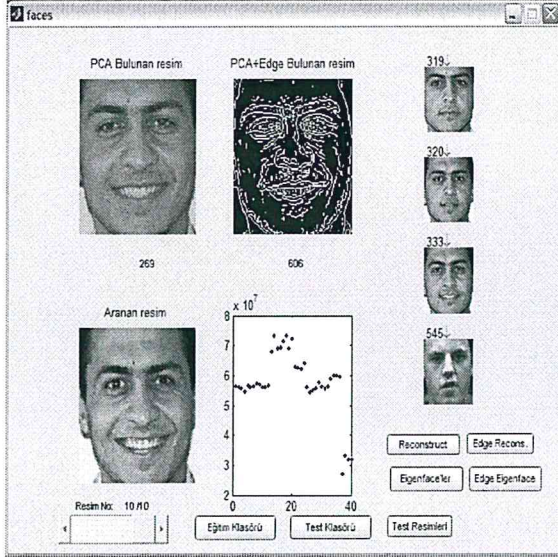 faces
PCA Bulunan resim
PCA+Edge Bulunan resim
319
320
333
545
269
606
Aranan resim
x 10^7
8
7
6
5
4
3
2
0
20
40
Resim No: 10 /10
Reconstruct
Edge Recons.
Eigenface'ler
Edge Eigenface
Eğitim Klasörü
Test Klasörü
Test Resimleri